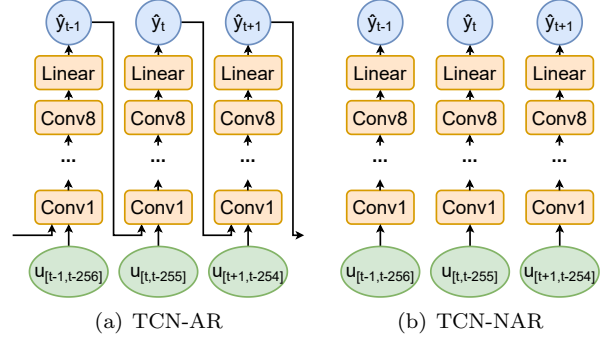 ŷt-1 ŷt ŷt+1 ŷt-1 ŷt ŷt+1
Linear Linear Linear Linear Linear Linear
Conv8 Conv8 Conv8 Conv8 Conv8 Conv8
... ... ... ... ... ...
Conv1 Conv1 Conv1 Conv1 Conv1 Conv1
u[t-1,t-256] u[t,t-255] u[t+1,t-254] u[t-1,t-256] u[t,t-255] u[t+1,t-254]
(a) TCN-AR (b) TCN-NAR